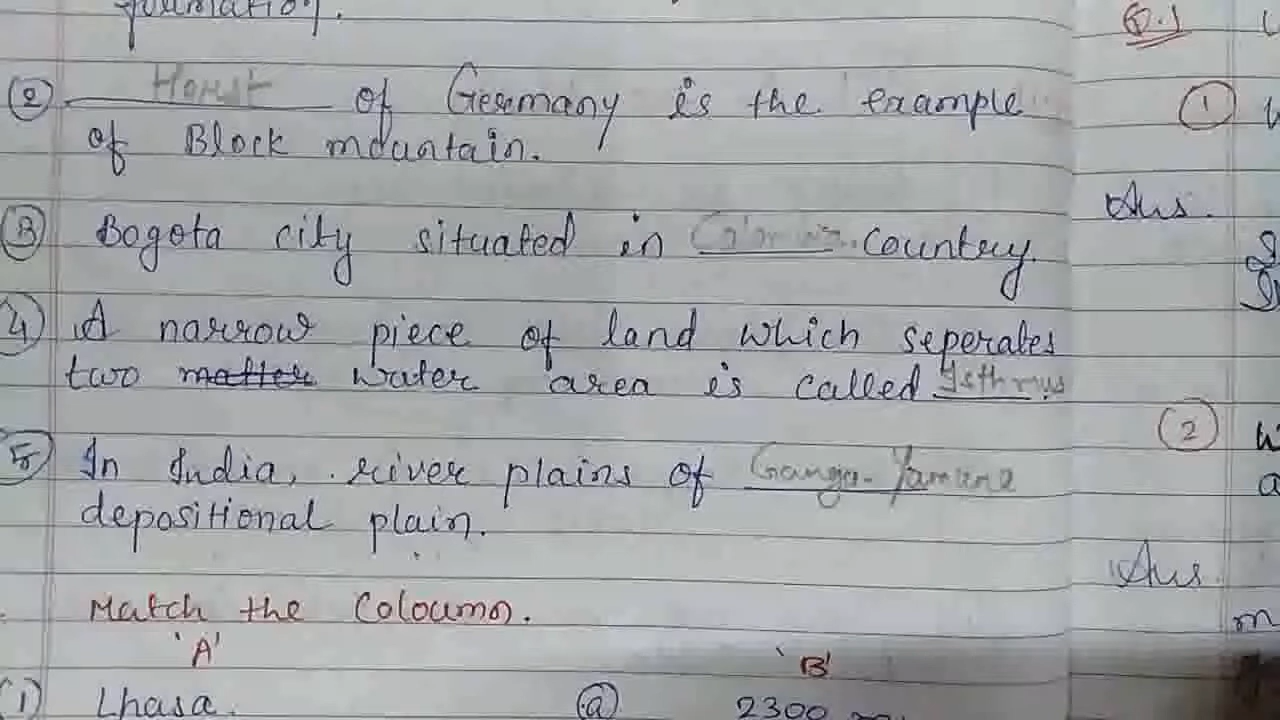 formation.
② Horst of Germany is the example
of Block mountain.
③ Bogota city situated in country.
④ A narrow piece of land which seperates
two matter water area is called Isthmus
⑤ In India, river plains of Ganga-Yamuna
depositional plain.
Match the Coloumn.
'A' 'B'
① Lhasa. ⓐ 2300 m.
Q.1
①
Ans.
②
a
Ans.
m